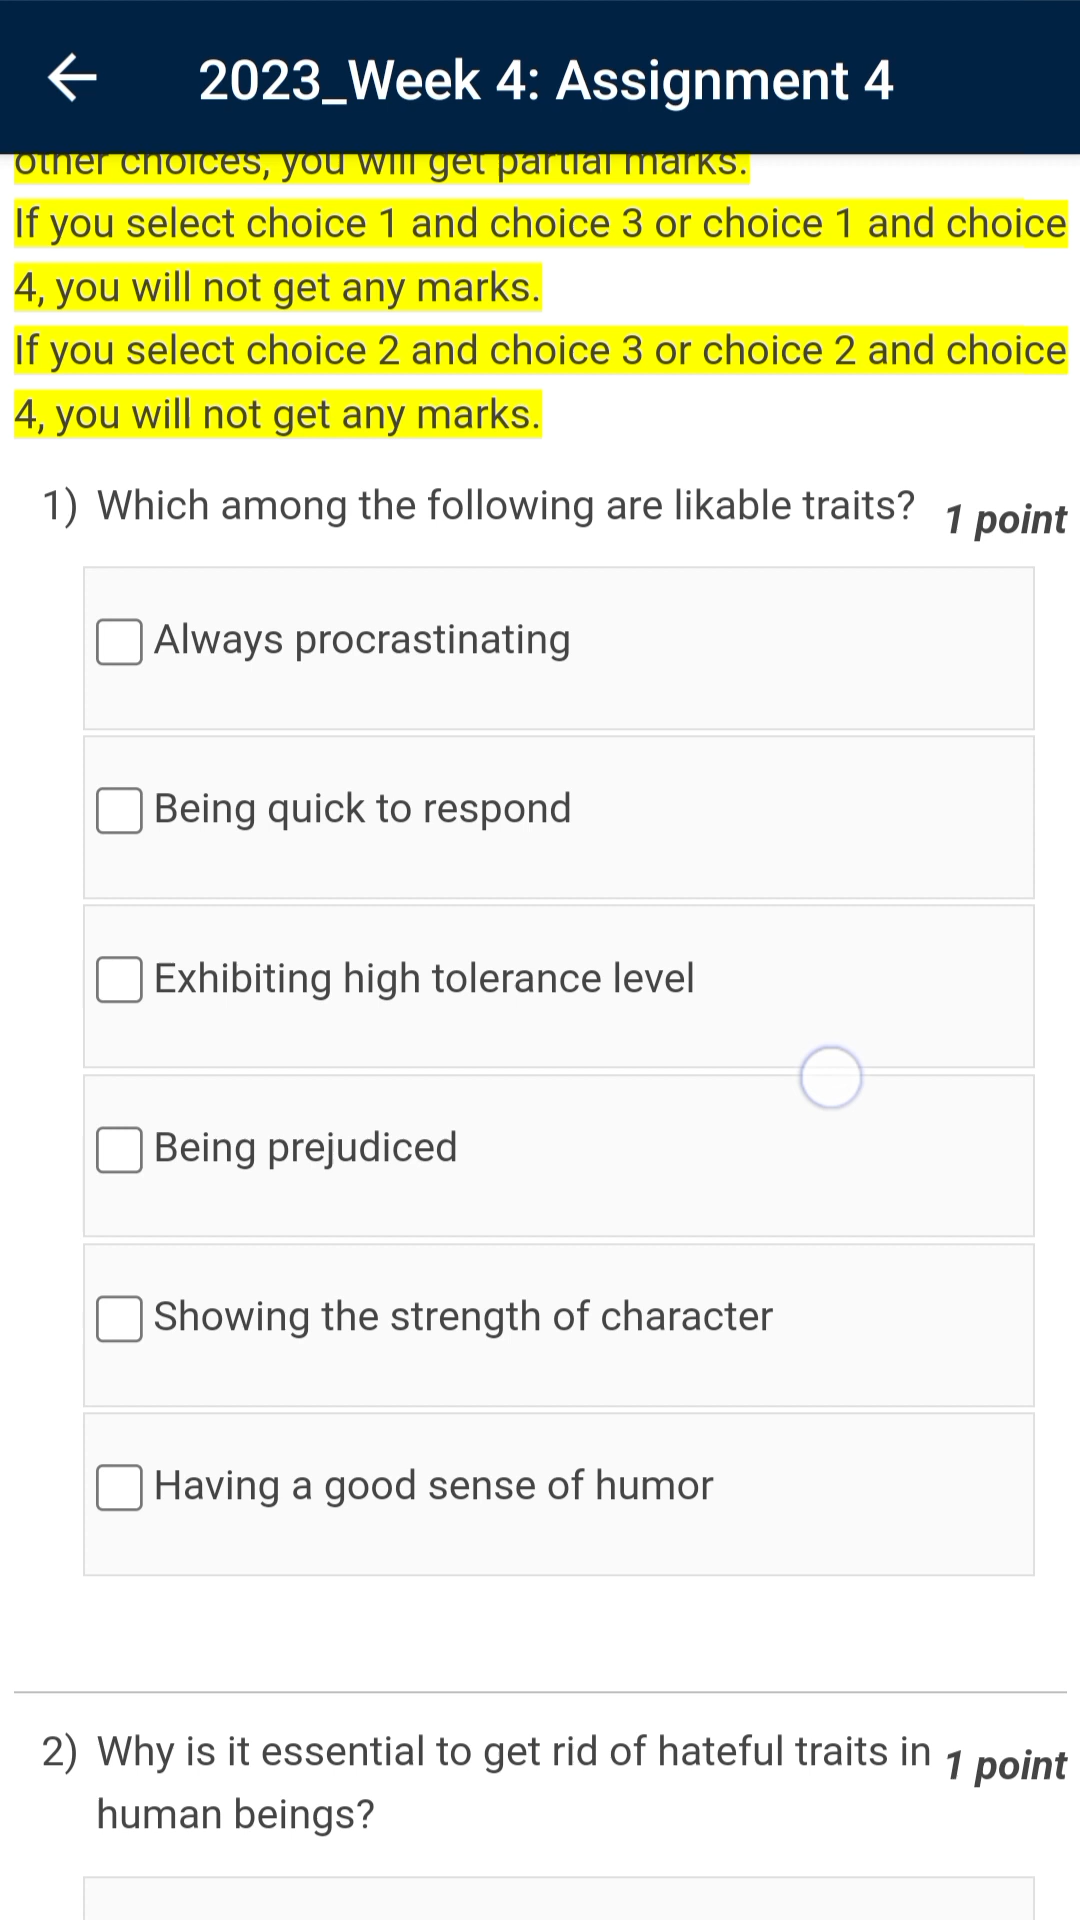 2023_Week 4: Assignment 4
other choices, you will get partial marks.
If you select choice 1 and choice 3 or choice 1 and choice
4, you will not get any marks.
If you select choice 2 and choice 3 or choice 2 and choice
4, you will not get any marks.
1) Which among the following are likable traits? 1 point
Always procrastinating
Being quick to respond
Exhibiting high tolerance level
Being prejudiced
Showing the strength of character
Having a good sense of humor
2) Why is it essential to get rid of hateful traits in 1 point
human beings?